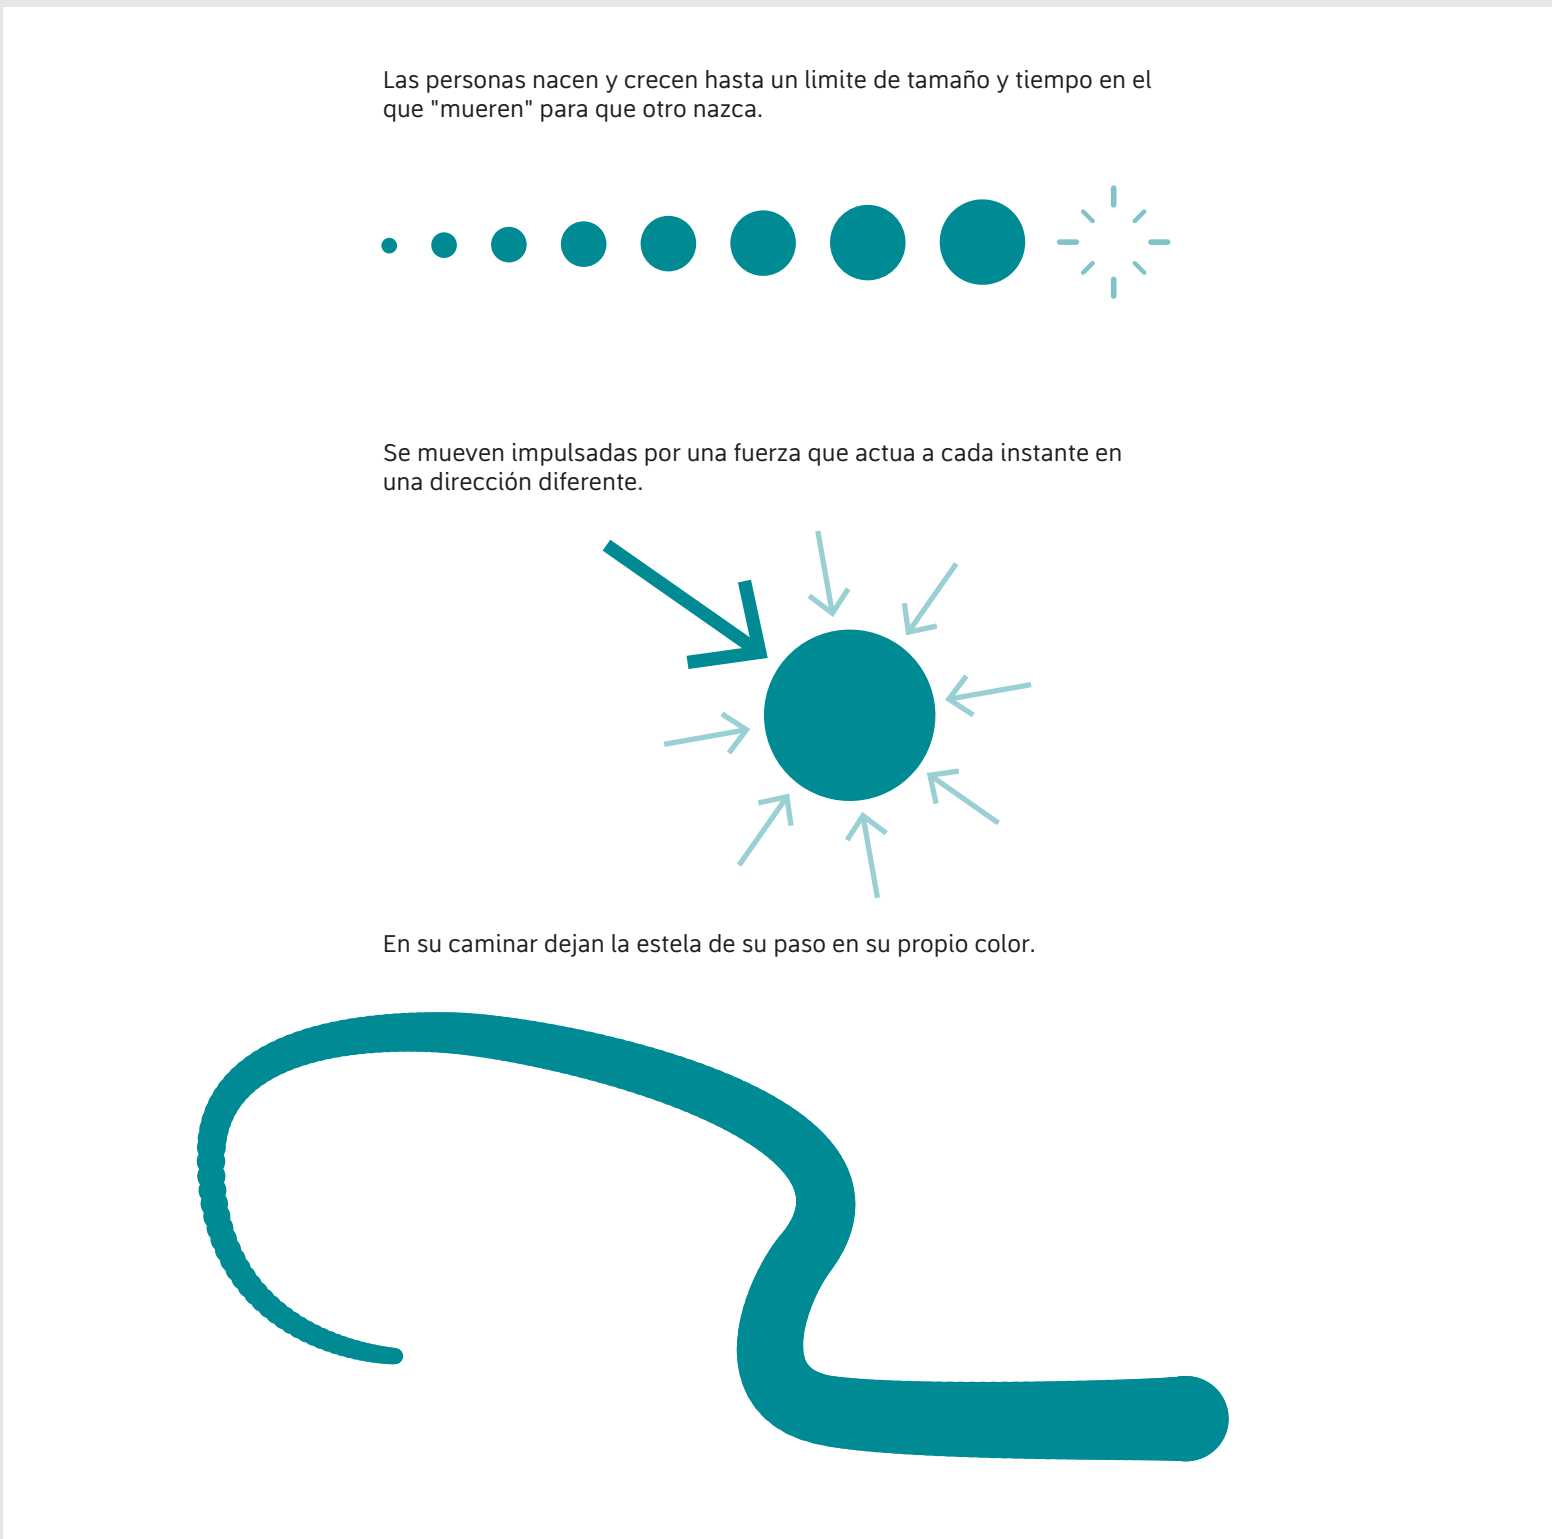 Las personas nacen y crecen hasta un limite de tamaño y tiempo en el
que "mueren" para que otro nazca.
Se mueven impulsadas por una fuerza que actua a cada instante en
una dirección diferente.
En su caminar dejan la estela de su paso en su propio color.